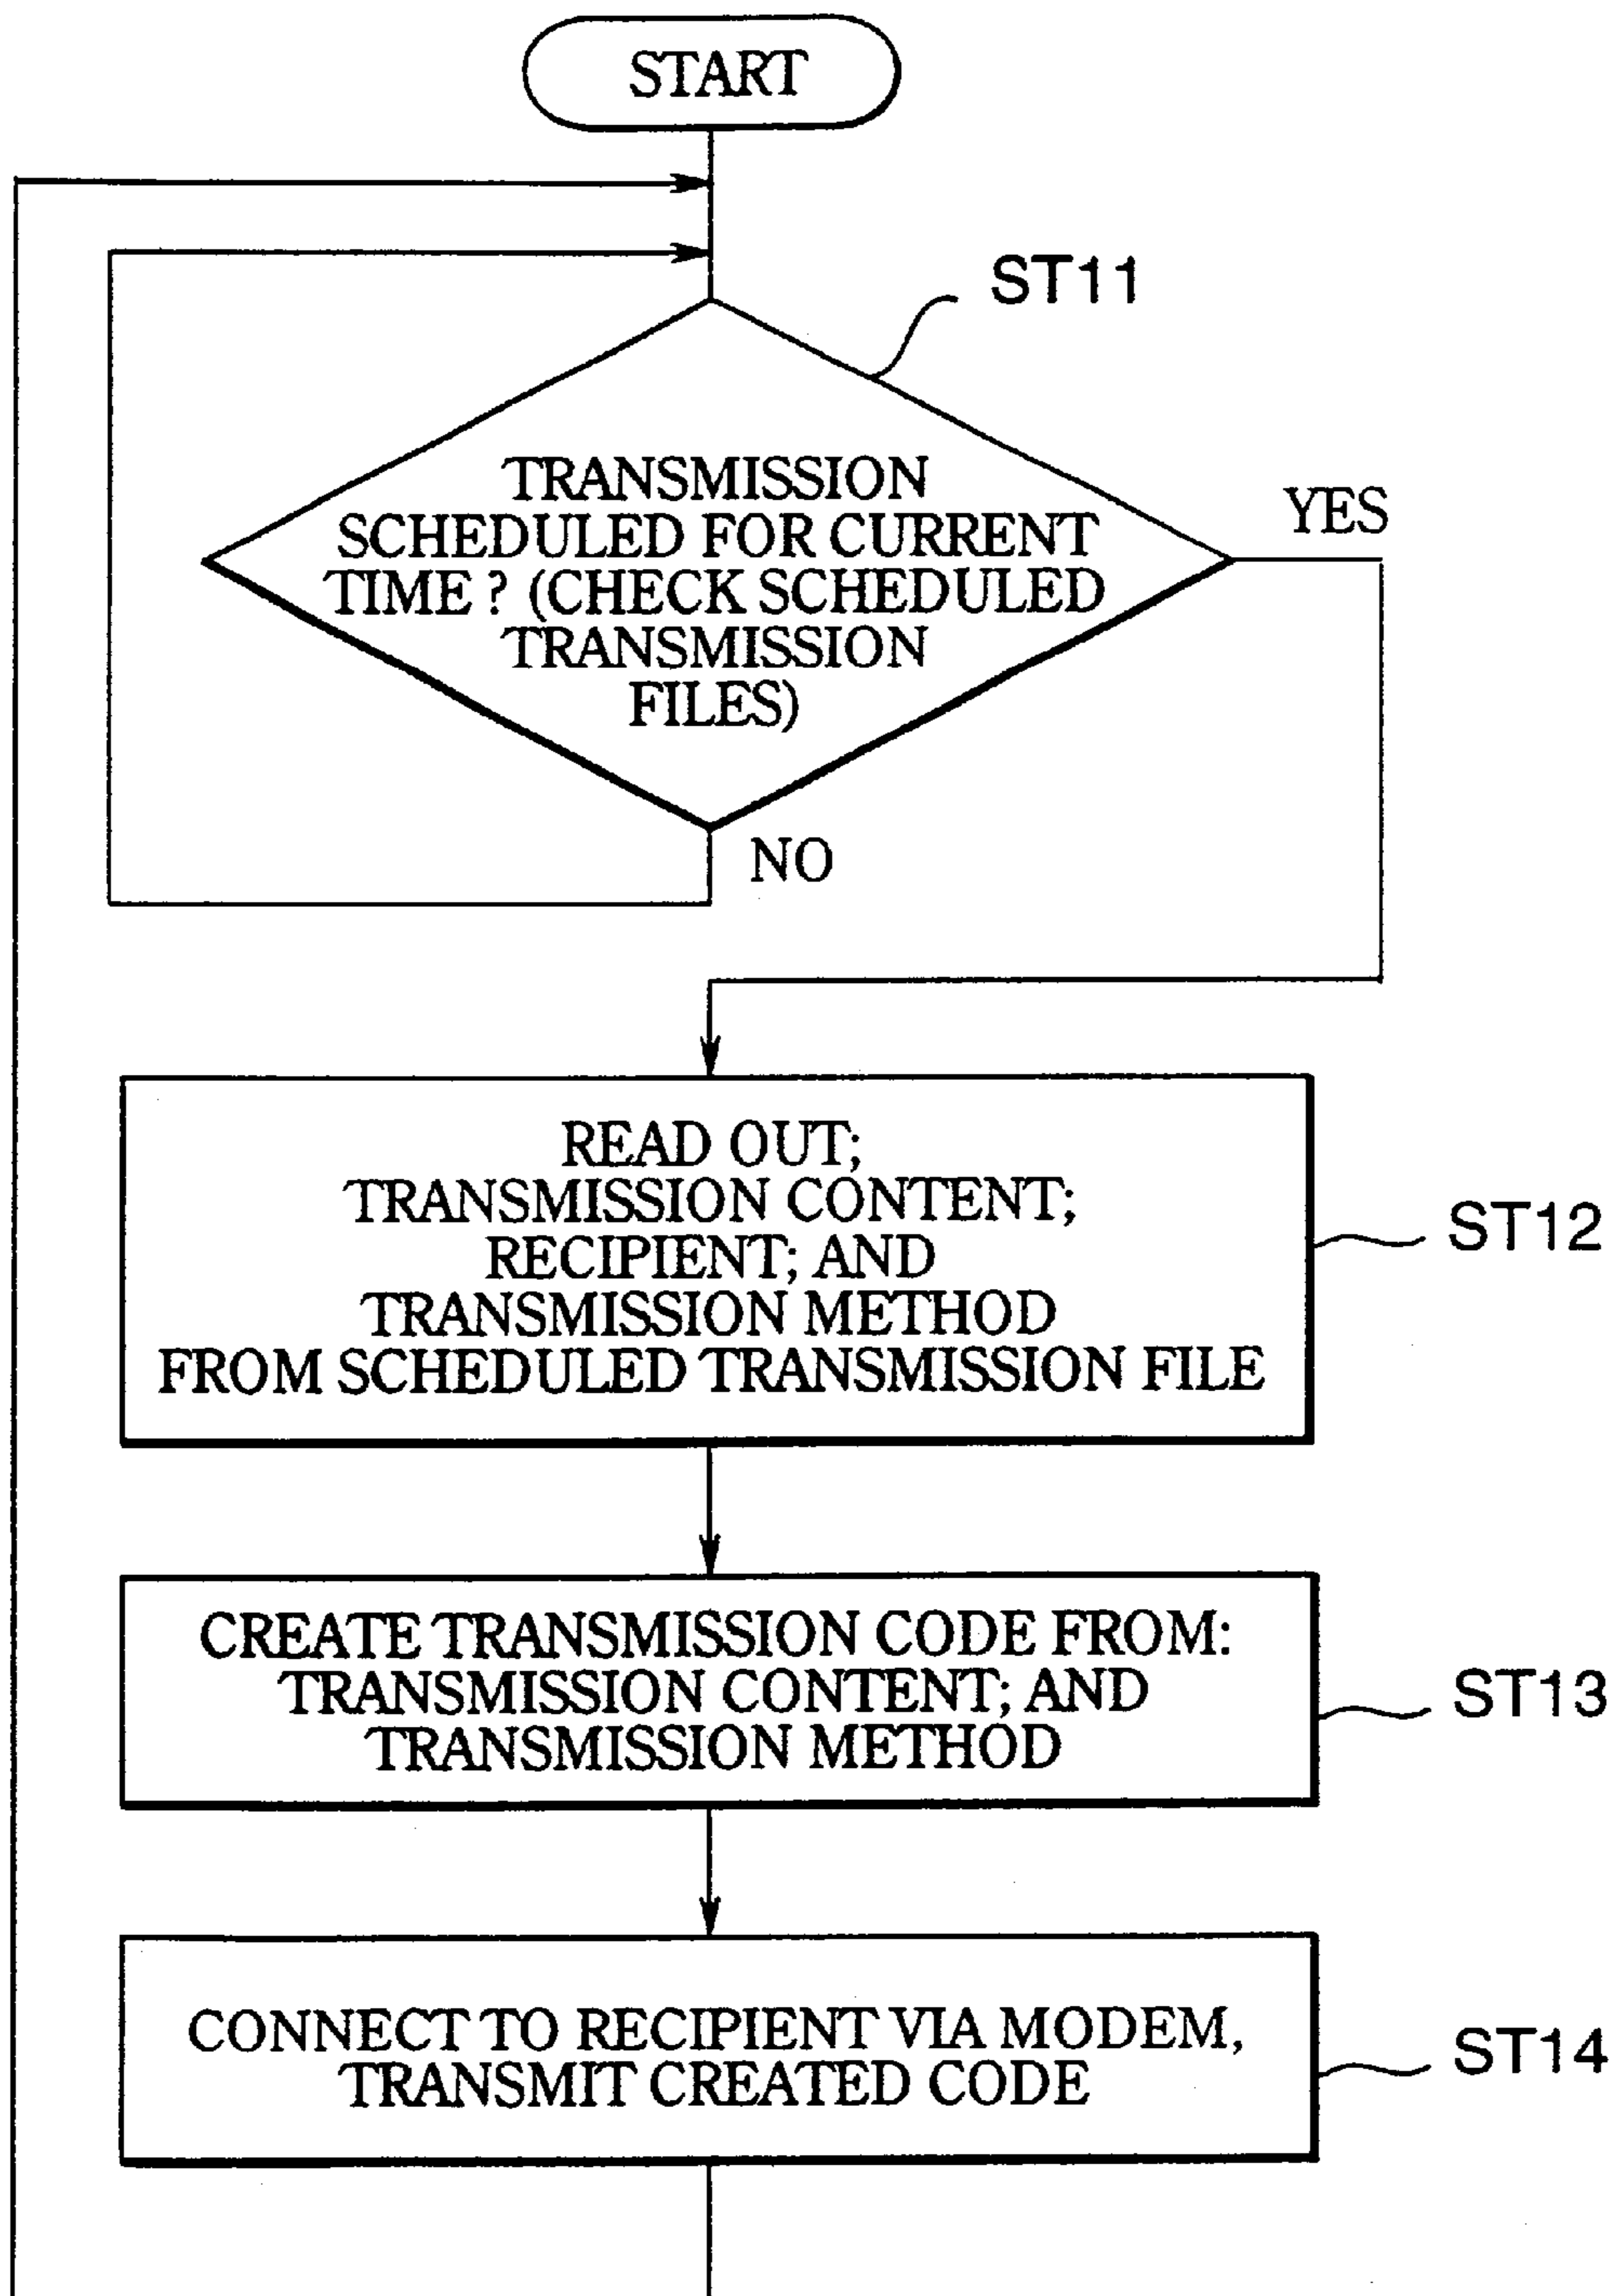 START
ST11
TRANSMISSION
SCHEDULED FOR CURRENT
TIME ? (CHECK SCHEDULED
TRANSMISSION
FILES)
YES
NO
READ OUT;
TRANSMISSION CONTENT;
RECIPIENT; AND
TRANSMISSION METHOD
FROM SCHEDULED TRANSMISSION FILE
ST12
CREATE TRANSMISSION CODE FROM:
TRANSMISSION CONTENT; AND
TRANSMISSION METHOD
ST13
CONNECT TO RECIPIENT VIA MODEM,
TRANSMIT CREATED CODE
ST14